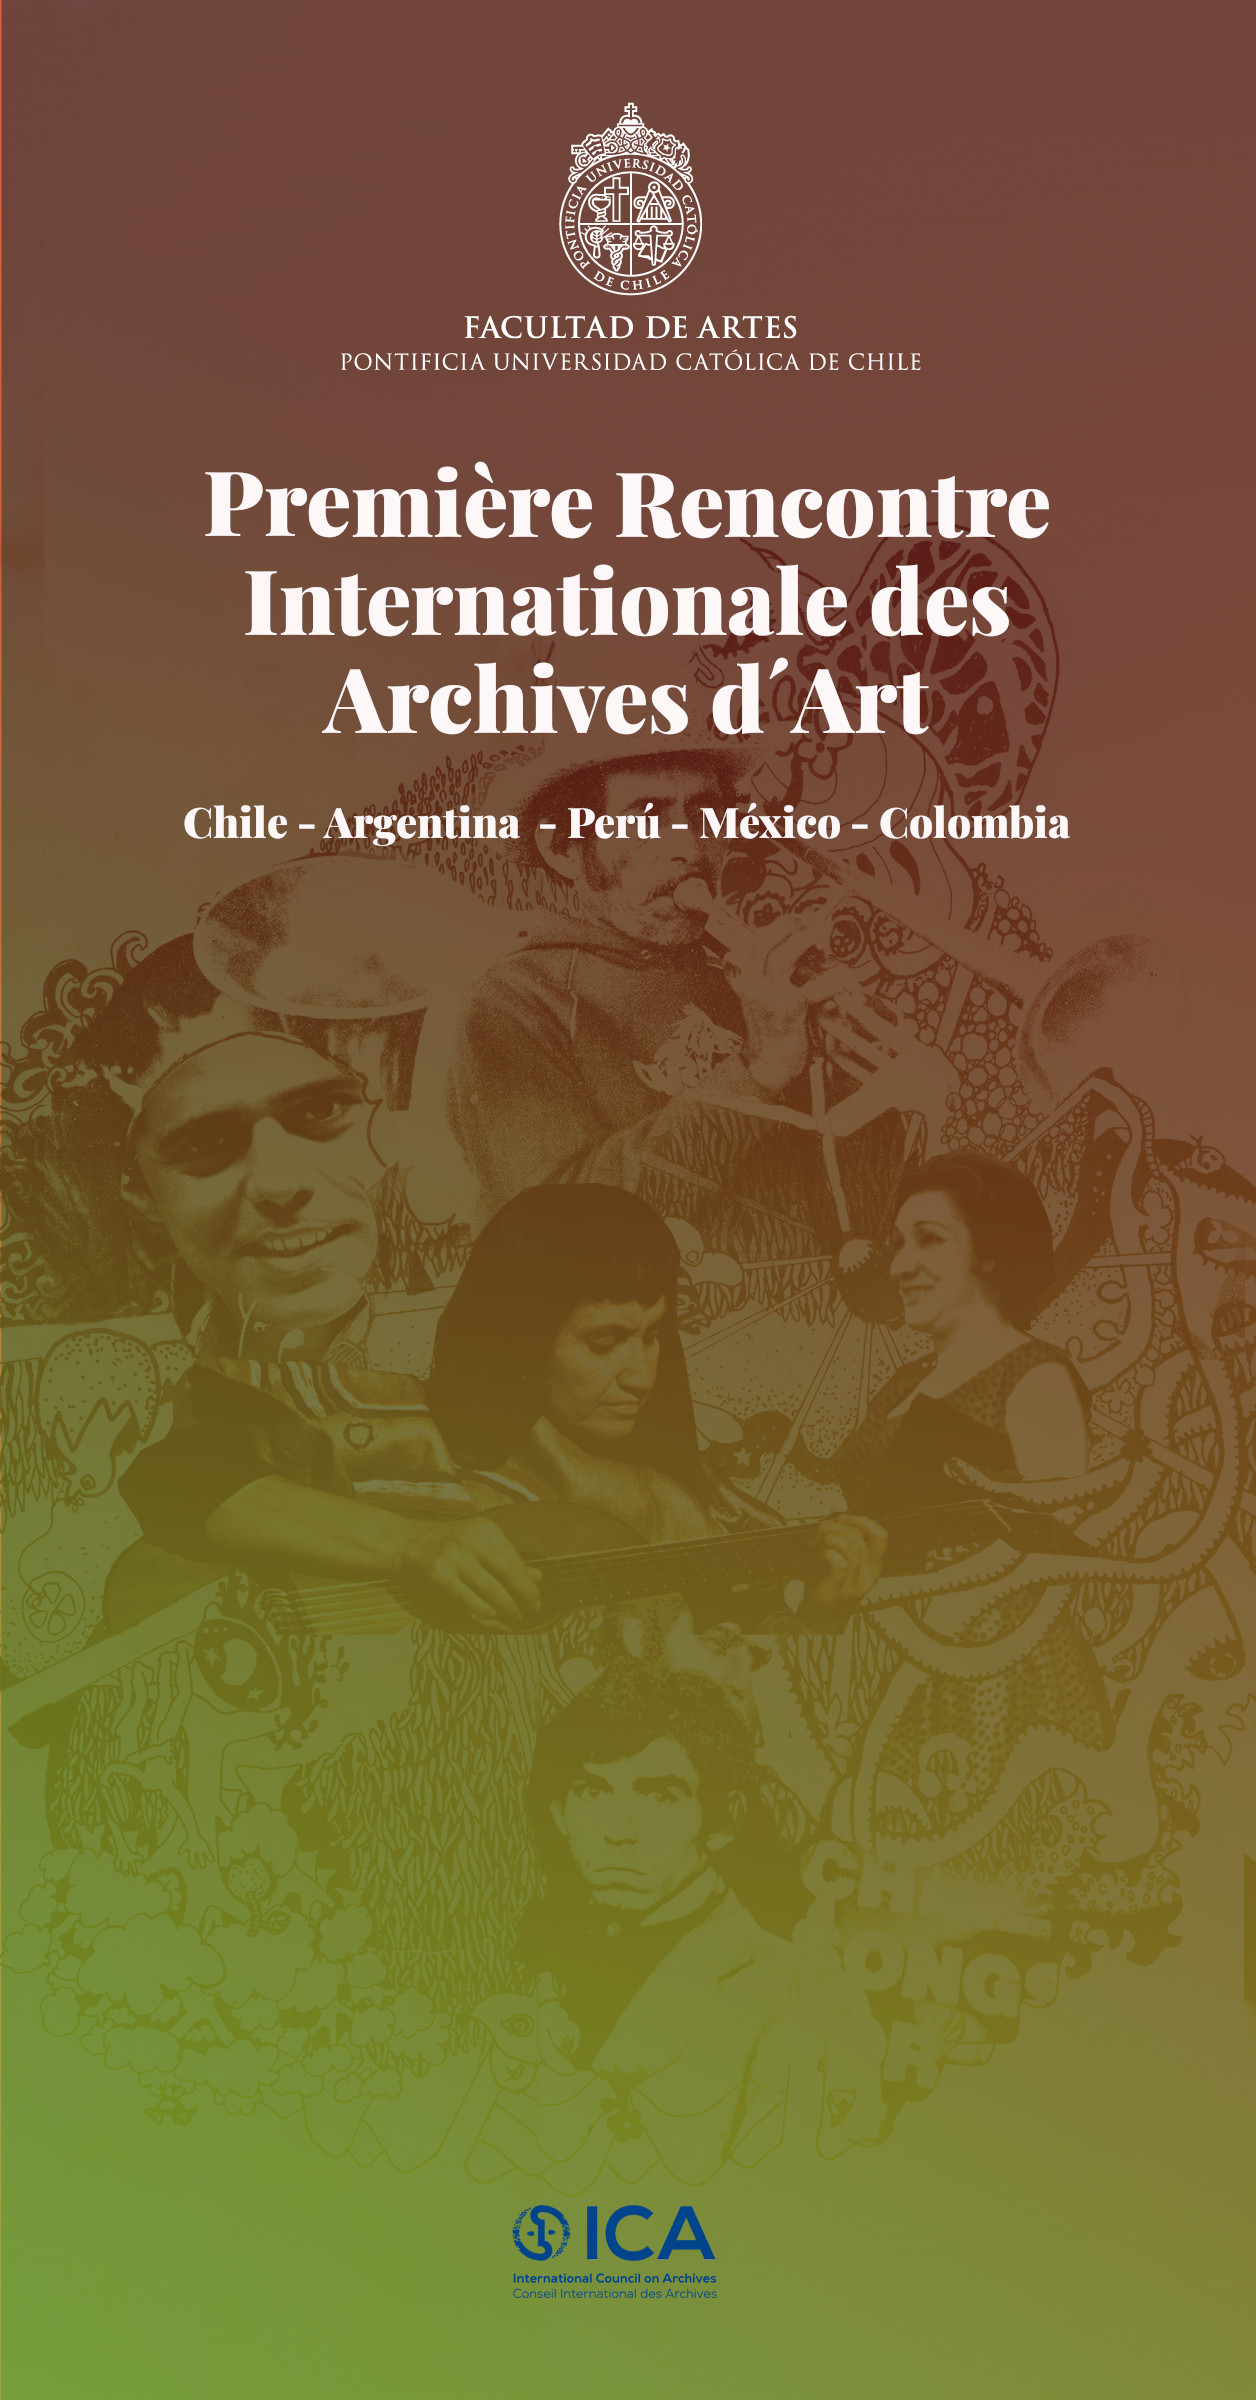 PONTIFICIA UNIVERSIDAD CATÓLICA
DE CHILE
FACULTAD DE ARTES
PONTIFICIA UNIVERSIDAD CATÓLICA DE CHILE
Première Rencontre
Internationale des
Archives d´Art
Chile - Argentina - Perú - México - Colombia
ONGS
ICA
International Council on Archives
Conseil International des Archives